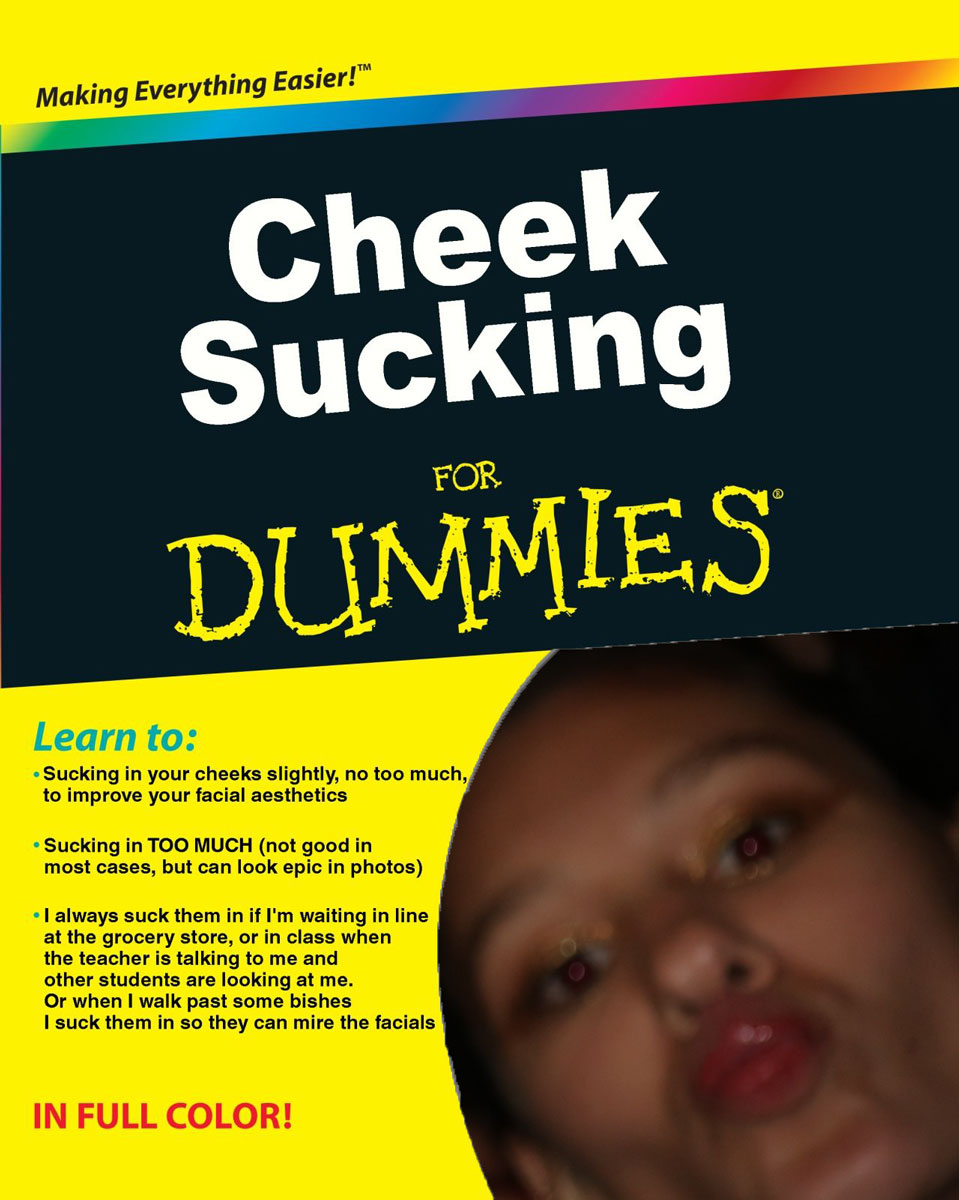 Making Everything Easier!™
Cheek
Sucking
FOR
DUMMIES®
Learn to:
•Sucking in your cheeks slightly, no too much,
to improve your facial aesthetics
•Sucking in TOO MUCH (not good in
most cases, but can look epic in photos)
•I always suck them in if I'm waiting in line
at the grocery store, or in class when
the teacher is talking to me and
other students are looking at me.
Or when I walk past some bishes
I suck them in so they can mire the facials
IN FULL COLOR!